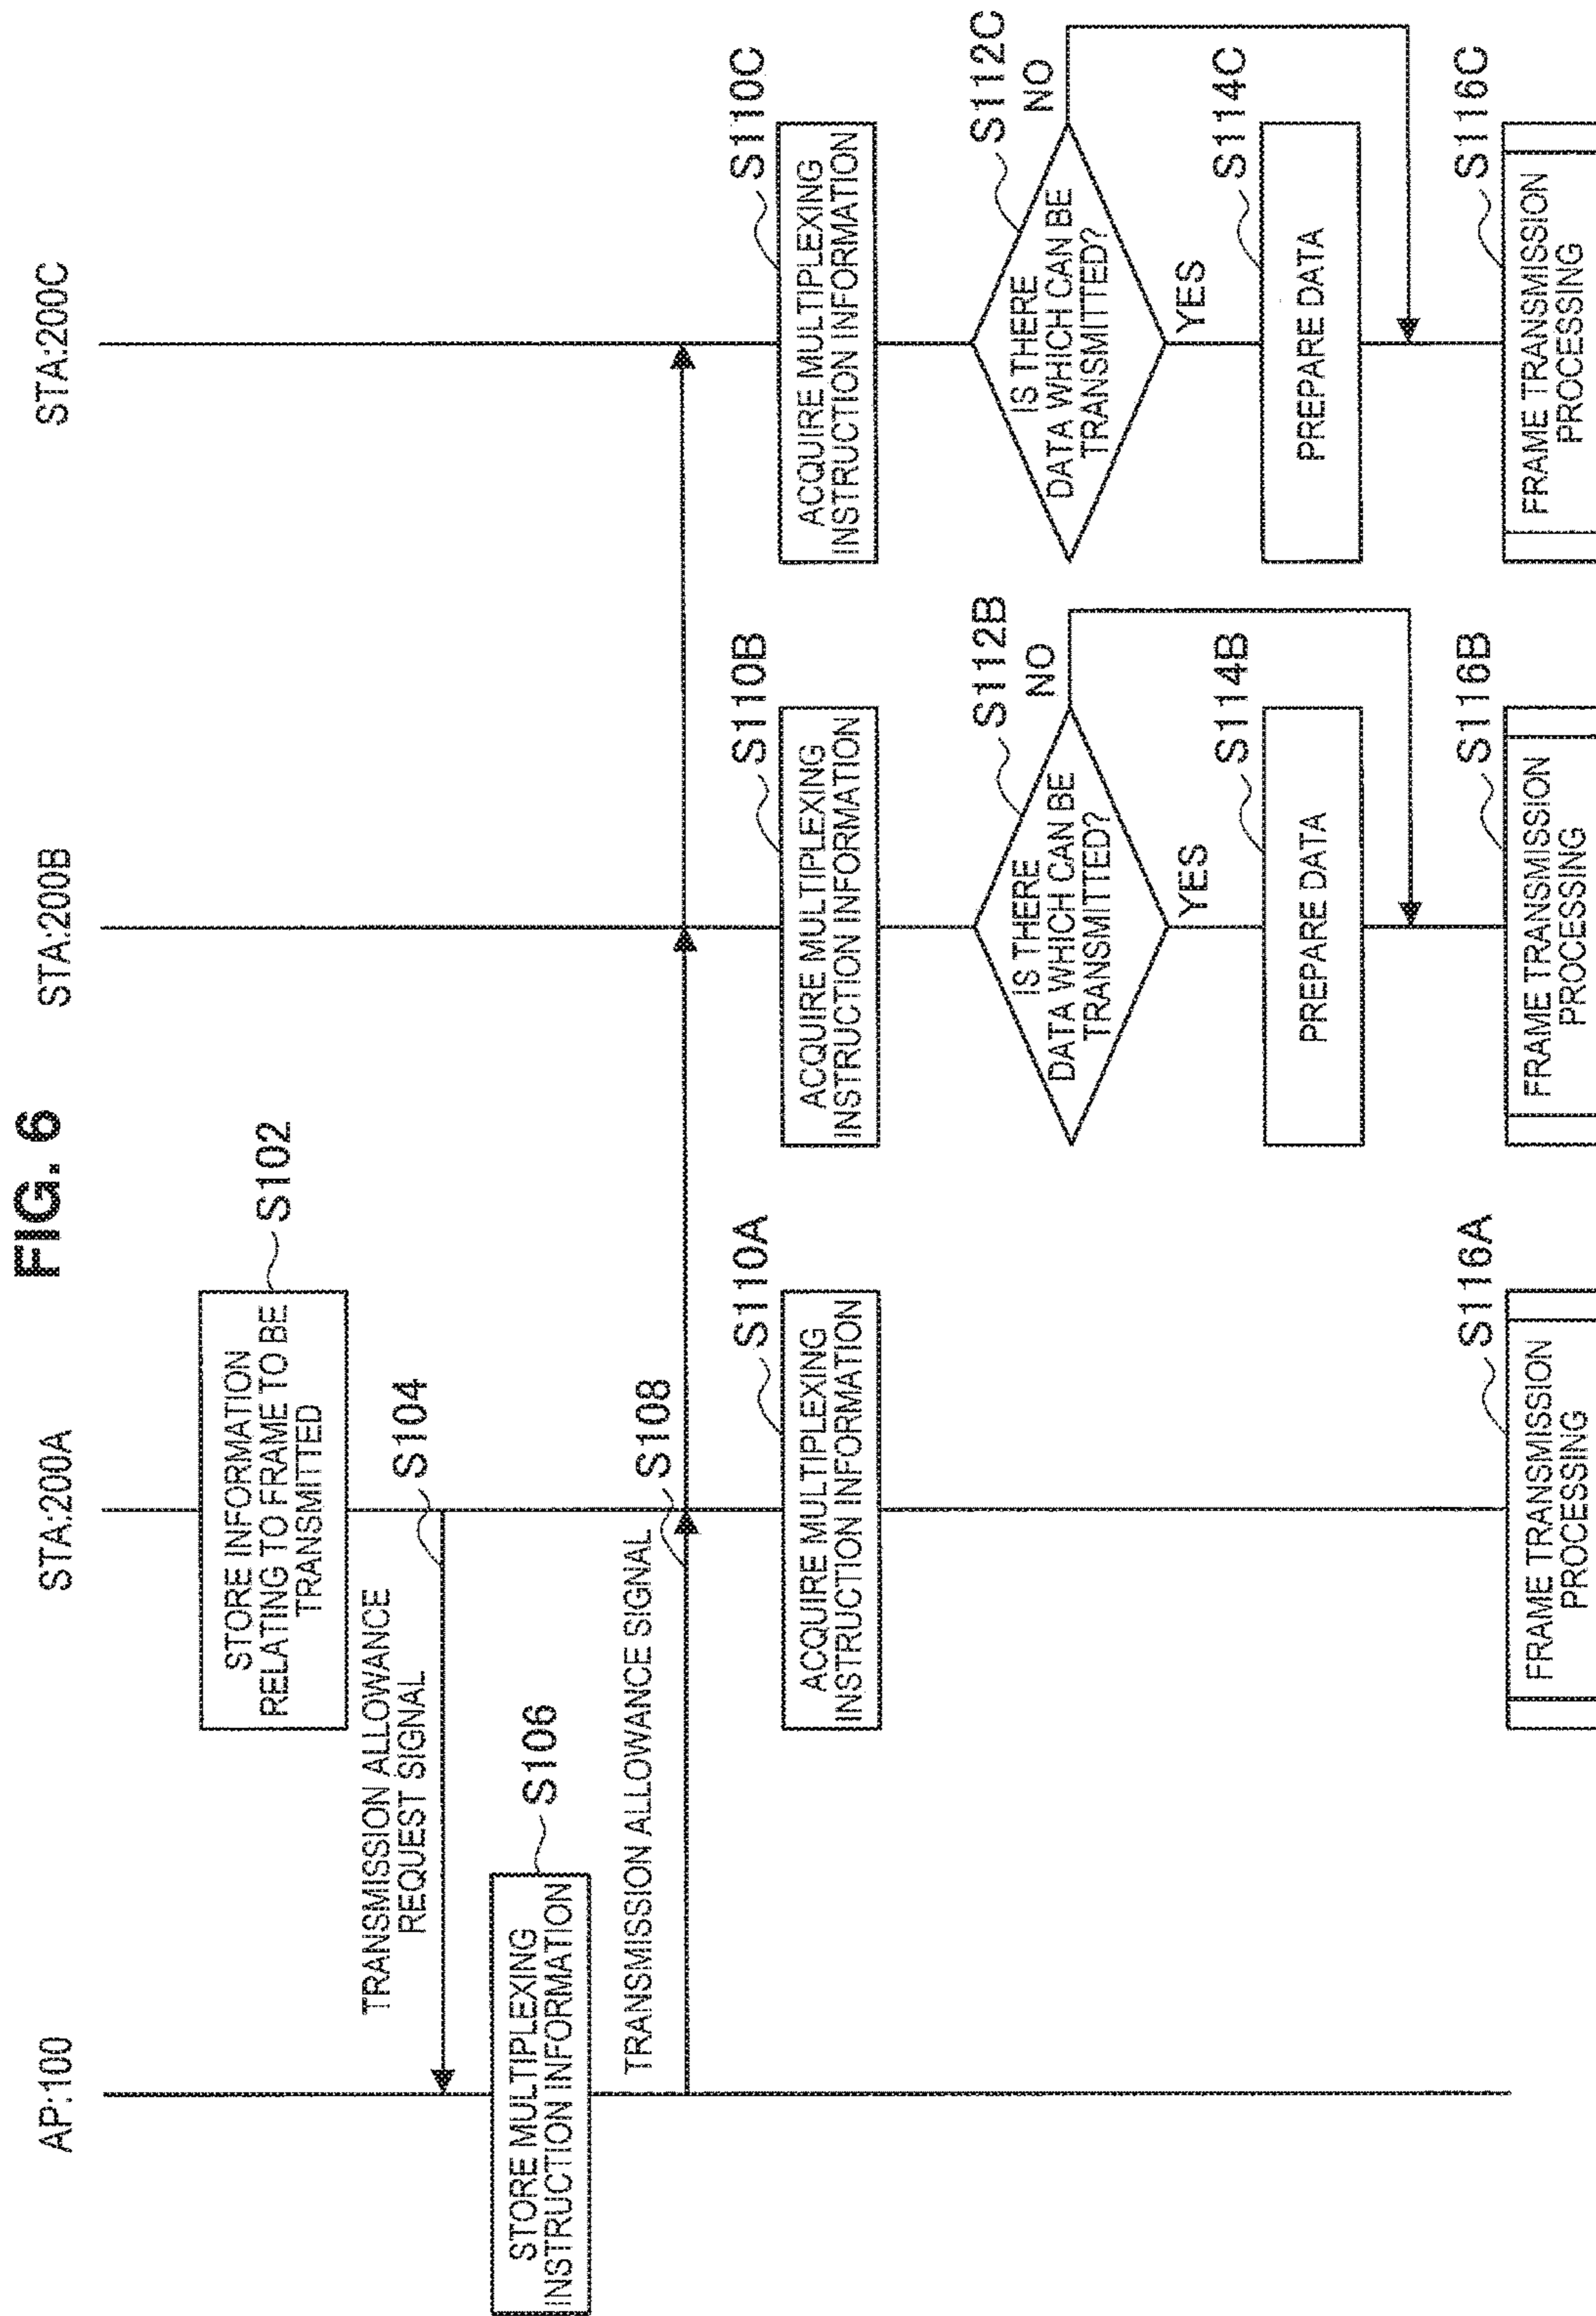 FIG. 6
AP:100
STA:200A
STA:200B
STA:200C
STORE INFORMATION
RELATING TO FRAME TO BE
TRANSMITTED
S102
TRANSMISSION ALLOWANCE
REQUEST SIGNAL
S104
STORE MULTIPLEXING
INSTRUCTION INFORMATION
S106
TRANSMISSION ALLOWANCE SIGNAL
S108
ACQUIRE MULTIPLEXING
INSTRUCTION INFORMATION
S110A
ACQUIRE MULTIPLEXING
INSTRUCTION INFORMATION
S110B
ACQUIRE MULTIPLEXING
INSTRUCTION INFORMATION
S110C
IS THERE
DATA WHICH CAN BE
TRANSMITTED?
S112B
NO
YES
IS THERE
DATA WHICH CAN BE
TRANSMITTED?
S112C
NO
YES
PREPARE DATA
S114B
PREPARE DATA
S114C
FRAME TRANSMISSION
PROCESSING
S116A
FRAME TRANSMISSION
PROCESSING
S116B
FRAME TRANSMISSION
PROCESSING
S116C